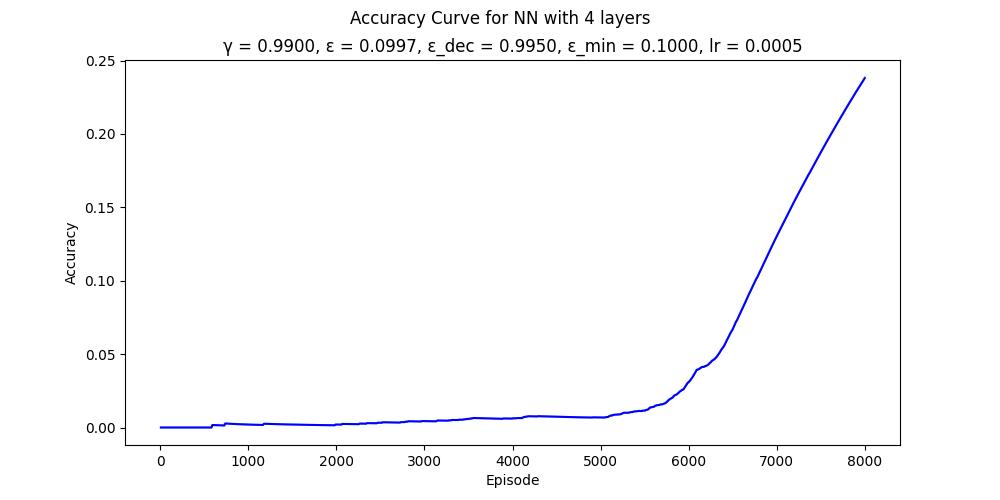 Accuracy Curve for NN with 4 layers
γ = 0.9900, ε = 0.0997, ε_dec = 0.9950, ε_min = 0.1000, lr = 0.0005
0.25
0.20
0.15
0.10
0.05
0.00
Accuracy
0 1000 2000 3000 4000 5000 6000 7000 8000
Episode